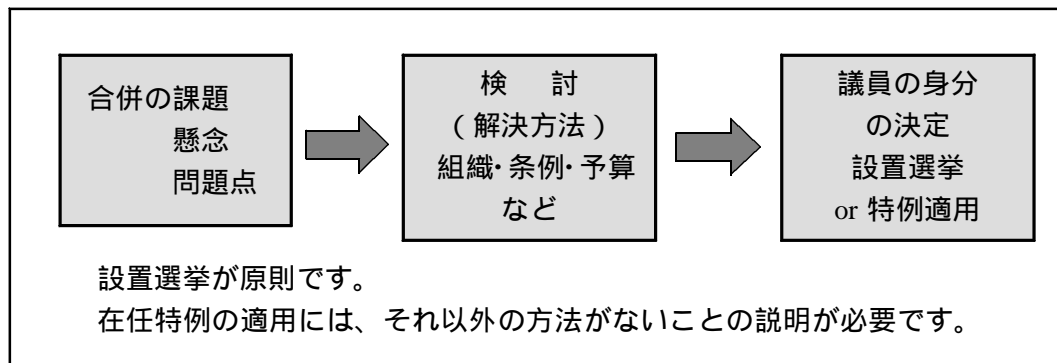 合併の課題
懸念
問題点
検 討
(解決方法)
組織・条例・予算
など
議員の身分
の決定
設置選挙
or 特例適用
設置選挙が原則です。
在任特例の適用には、それ以外の方法がないことの説明が必要です。